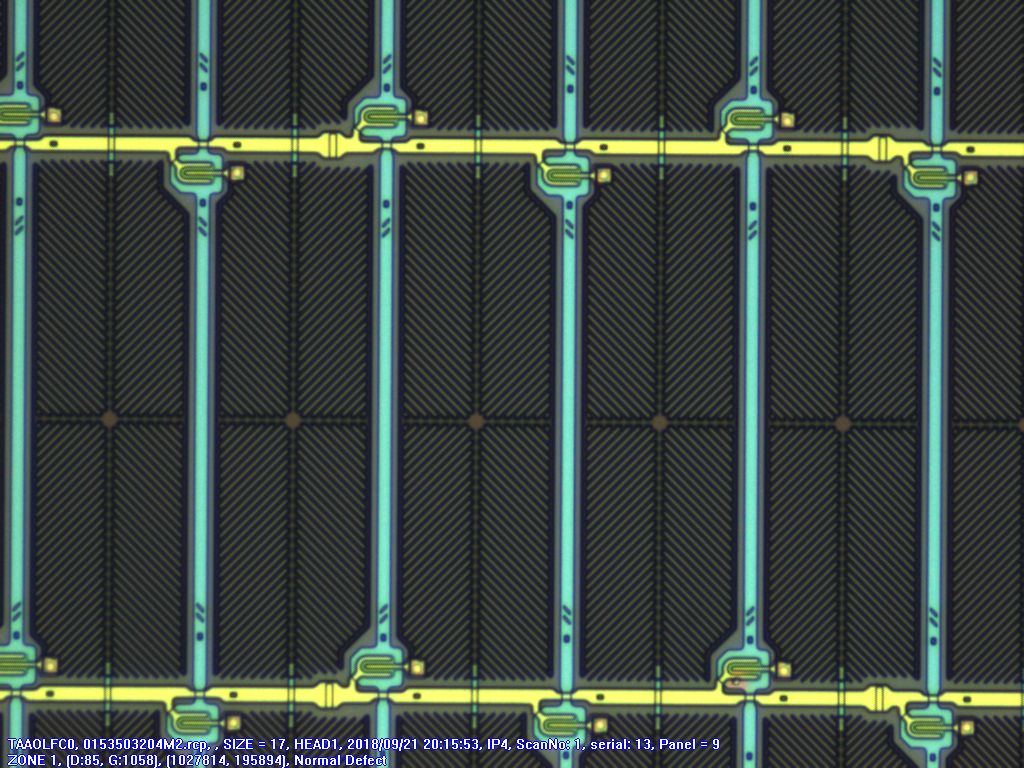 TAAOLFC0, 0153503204M2.rcp, , SIZE = 17, HEAD1, 2018/09/21 20:15:53, IP4, ScanNo: 1, serial: 13, Panel = 9
ZONE 1, [D:85, G:1058], [1027814, 195894], Normal Defect